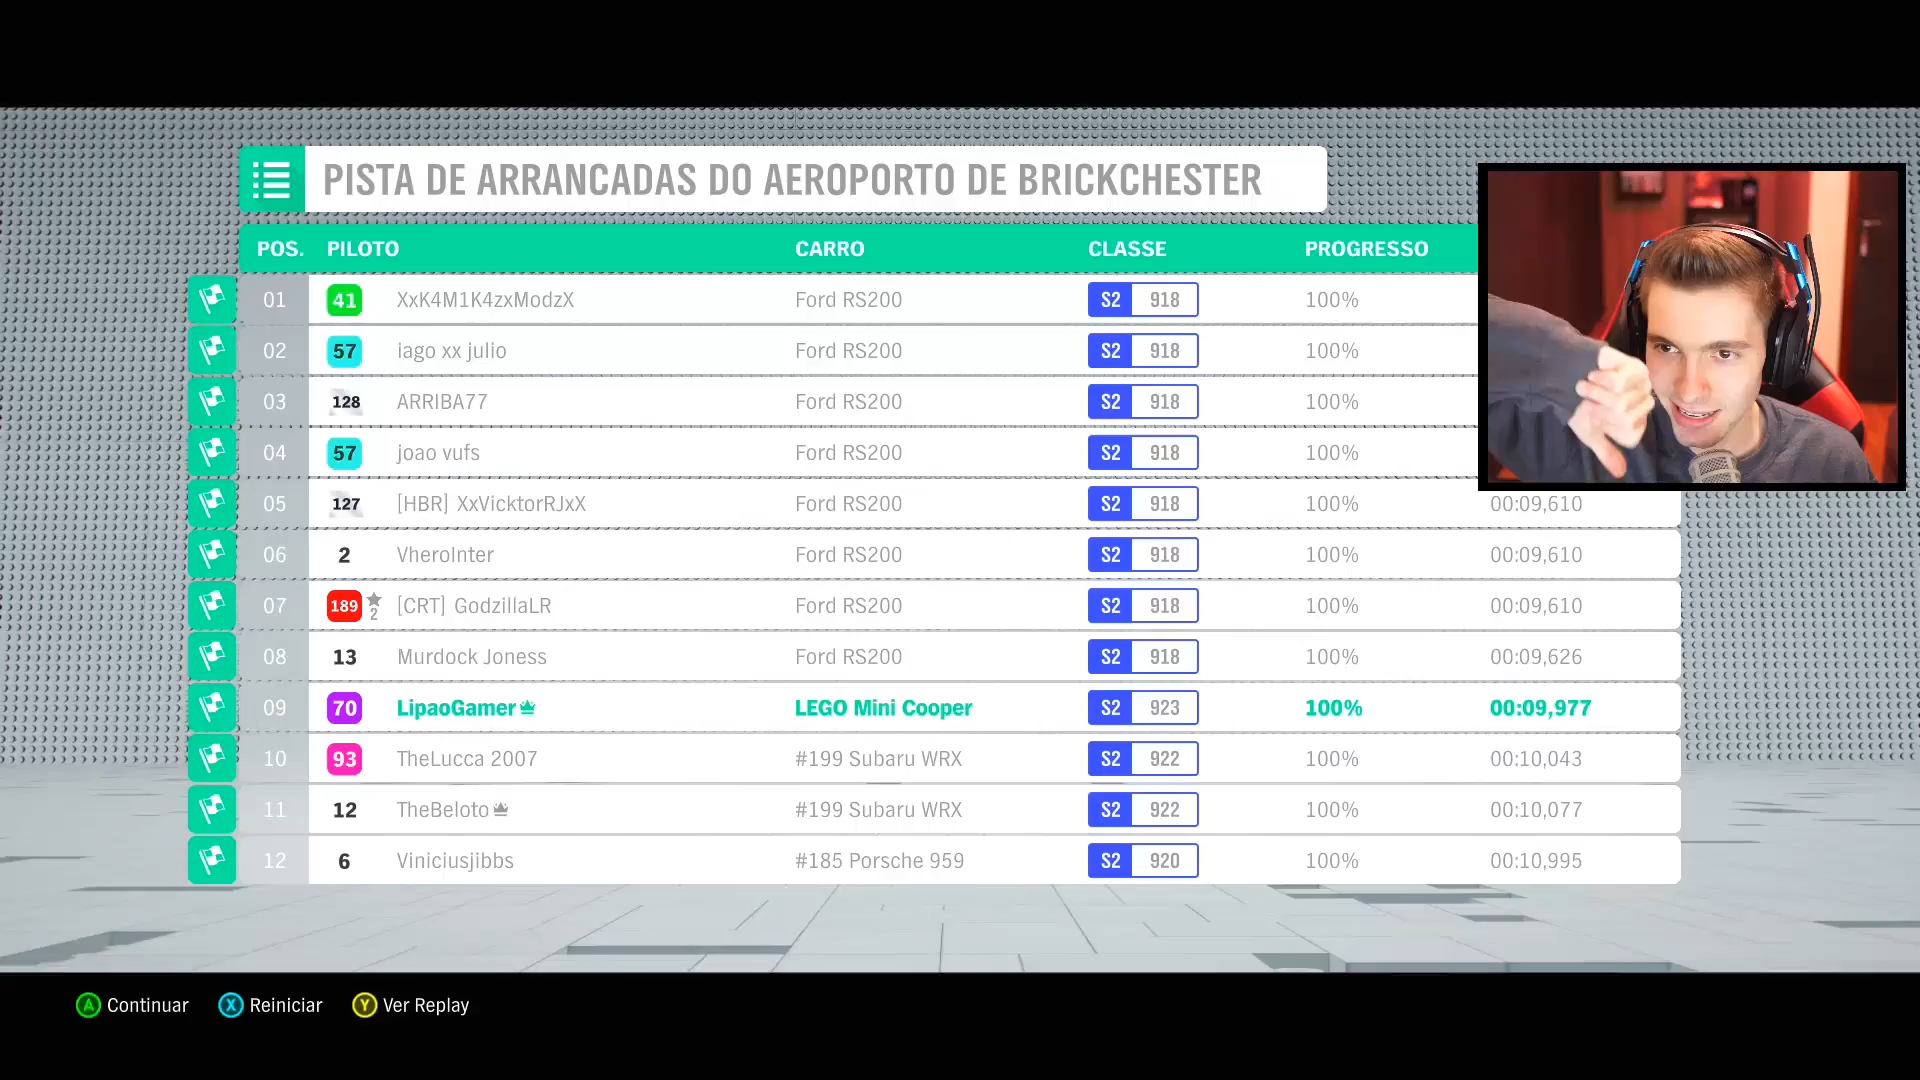 PISTA DE ARRANCADAS DO AEROPORTO DE BRICKCHESTER
POS. PILOTO CARRO CLASSE PROGRESSO
01 41 XxK4M1K4zxModzX Ford RS200 S2 918 100%
02 57 iago xx julio Ford RS200 S2 918 100%
03 128 ARRIBA77 Ford RS200 S2 918 100%
04 57 joao vufs Ford RS200 S2 918 100%
05 127 [HBR] XxVicktorRJxX Ford RS200 S2 918 100% 00:09,610
06 2 VheroInter Ford RS200 S2 918 100% 00:09,610
07 189 2 [CRT] GodzillaLR Ford RS200 S2 918 100% 00:09,610
08 13 Murdock Joness Ford RS200 S2 918 100% 00:09,626
09 70 LipaoGamer LEGO Mini Cooper S2 923 100% 00:09,977
10 93 TheLucca 2007 #199 Subaru WRX S2 922 100% 00:10,043
11 12 TheBeloto #199 Subaru WRX S2 922 100% 00:10,077
12 6 Viniciusjibbs #185 Porsche 959 S2 920 100% 00:10,995
A Continuar X Reiniciar Y Ver Replay